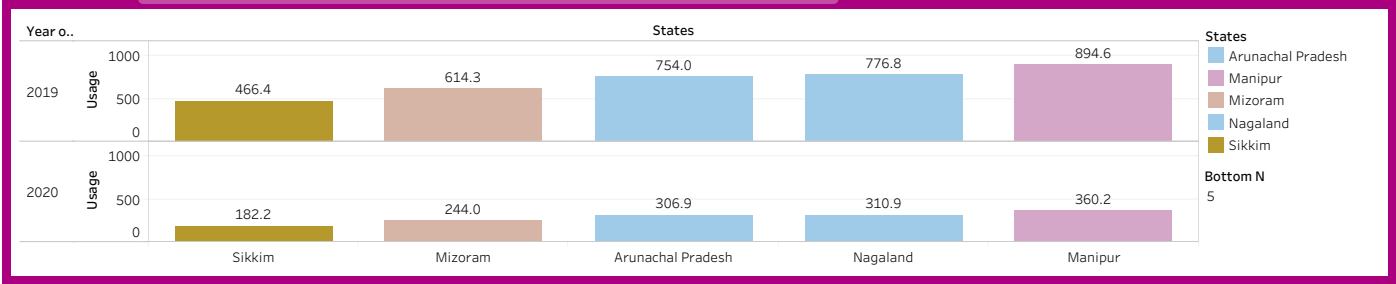 Year o..
States
2019
Usage
1000
500
0
466.4
614.3
754.0
776.8
894.6
2020
Usage
1000
500
0
182.2
244.0
306.9
310.9
360.2
Sikkim
Mizoram
Arunachal Pradesh
Nagaland
Manipur
States
Arunachal Pradesh
Manipur
Mizoram
Nagaland
Sikkim
Bottom N
5